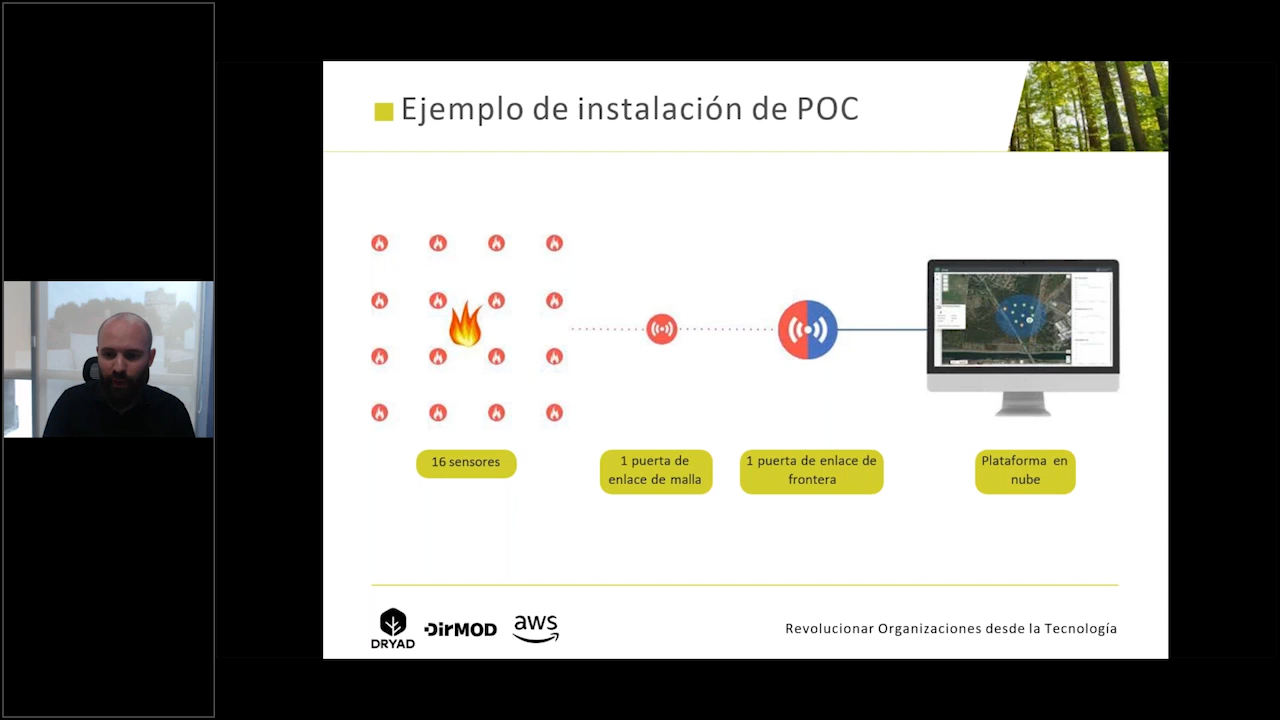 Ejemplo de instalación de POC
16 sensores
1 puerta de
enlace de malla
1 puerta de enlace de
frontera
Plataforma en
nube
DRYAD
DirMOD
aws
Revolucionar Organizaciones desde la Tecnología